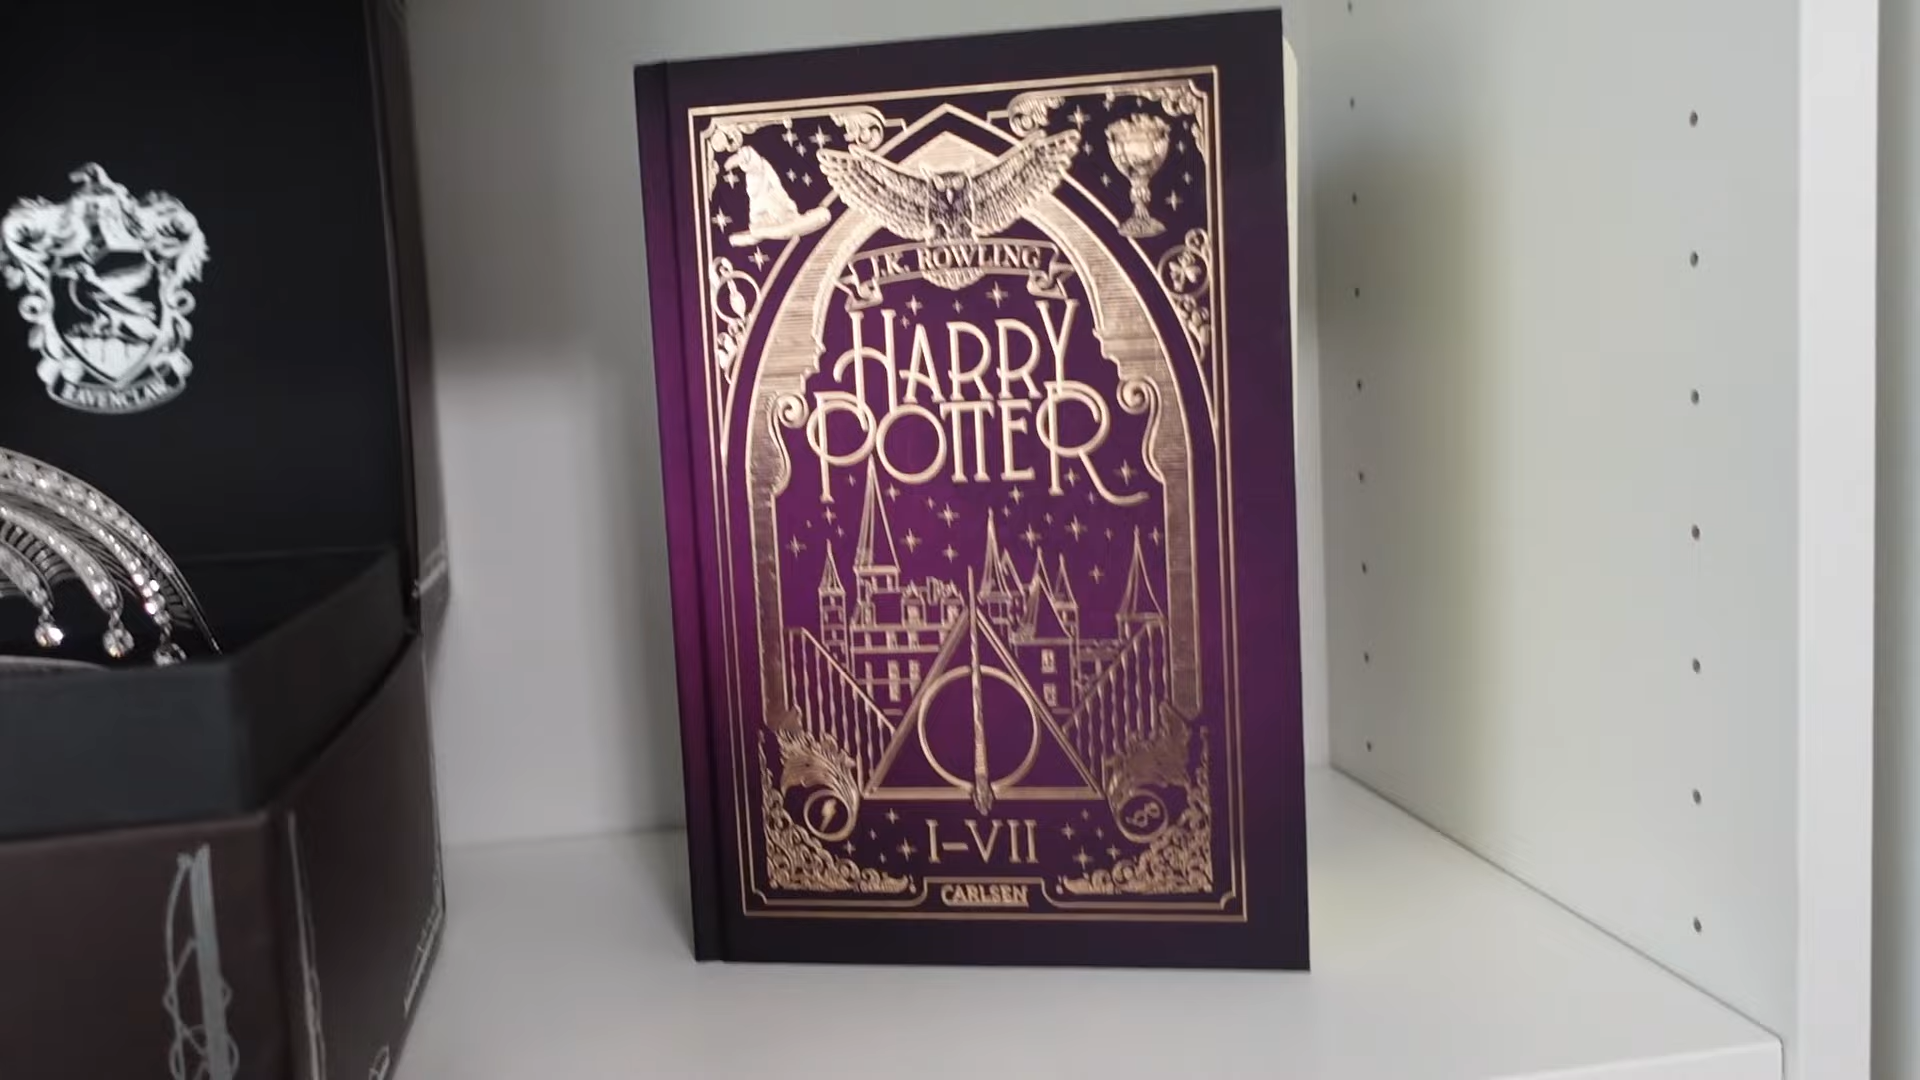 RAVENCLAW
J.K. ROWLING
HARRY
POTTER
I–VII
CARLSEN